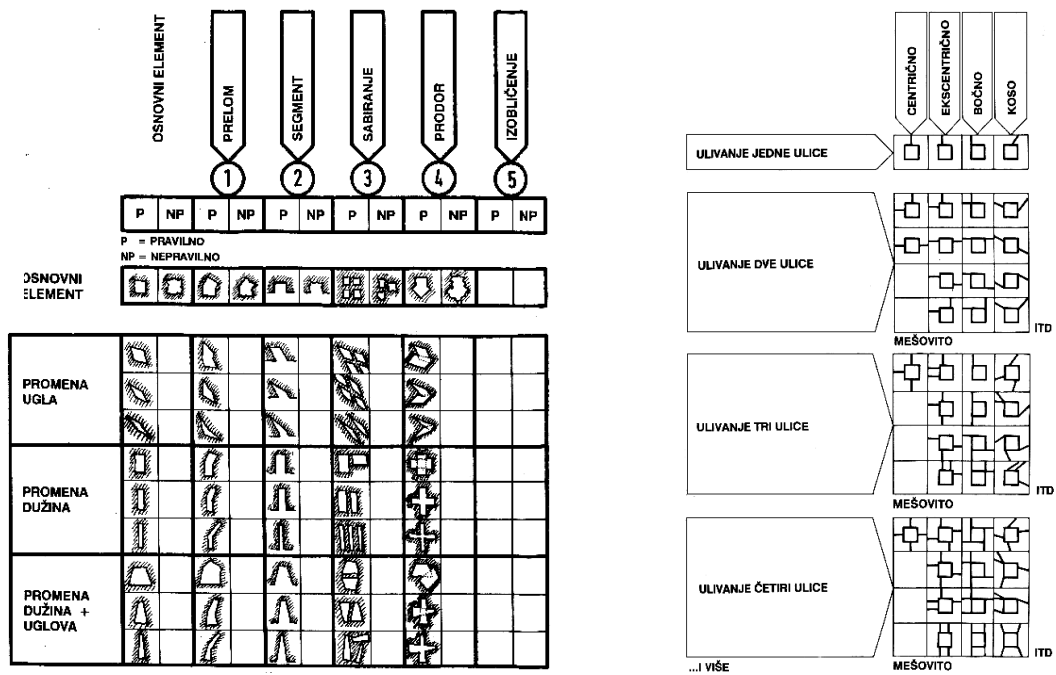 OSNOVNI ELEMENT
PRELOM
SEGMENT
SABIRANJE
PRODOR
IZOBLIČENJE
1 2 3 4 5
P NP P NP P NP P NP P NP P NP
P = PRAVILNO
NP = NEPRAVILNO
OSNOVNI
ELEMENT
PROMENA
UGLA
PROMENA
DUŽINA
PROMENA
DUŽINA +
UGLOVA
CENTRIČNO
EKSCENTRIČNO
BOČNO
KOSO
ULIVANJE JEDNE ULICE
ULIVANJE DVE ULICE
ITD
MEŠOVITO
ULIVANJE TRI ULICE
ITD
MEŠOVITO
ULIVANJE ČETIRI ULICE
ITD
...I VIŠE
MEŠOVITO